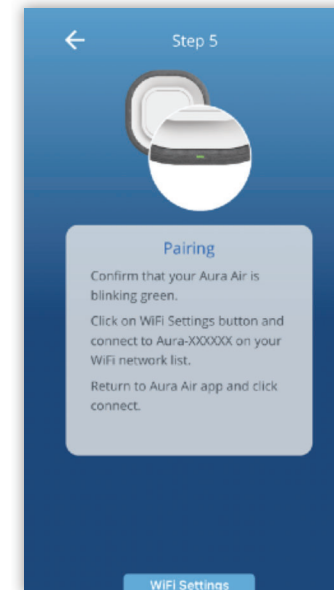 Step 5
Pairing
Confirm that your Aura Air is
blinking green.
Click on WiFi Settings button and
connect to Aura-XXXXXX on your
WiFi network list.
Return to Aura Air app and click
connect.
WiFi Settings